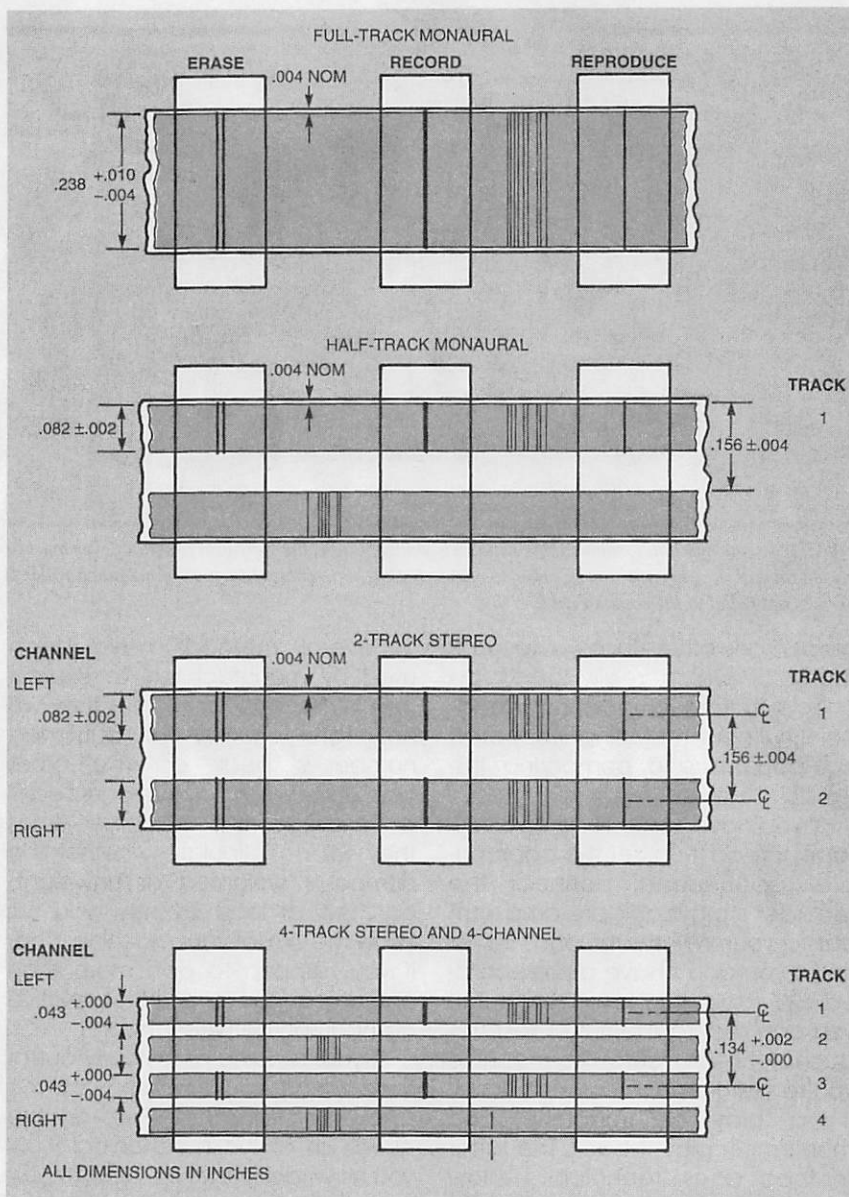 FULL-TRACK MONAURAL
ERASE RECORD REPRODUCE
.004 NOM
.238 +.010 -.004
HALF-TRACK MONAURAL
.004 NOM
TRACK
.082 ±.002
1
.156 ±.004
2-TRACK STEREO
CHANNEL
.004 NOM
TRACK
LEFT
.082 ±.002
1
℄
.156 ±.004
℄
2
RIGHT
4-TRACK STEREO AND 4-CHANNEL
CHANNEL
LEFT
TRACK
.043 +.000 -.004
℄
1
2
.134 +.002 -.000
.043 +.000 -.004
℄
3
RIGHT
4
ALL DIMENSIONS IN INCHES